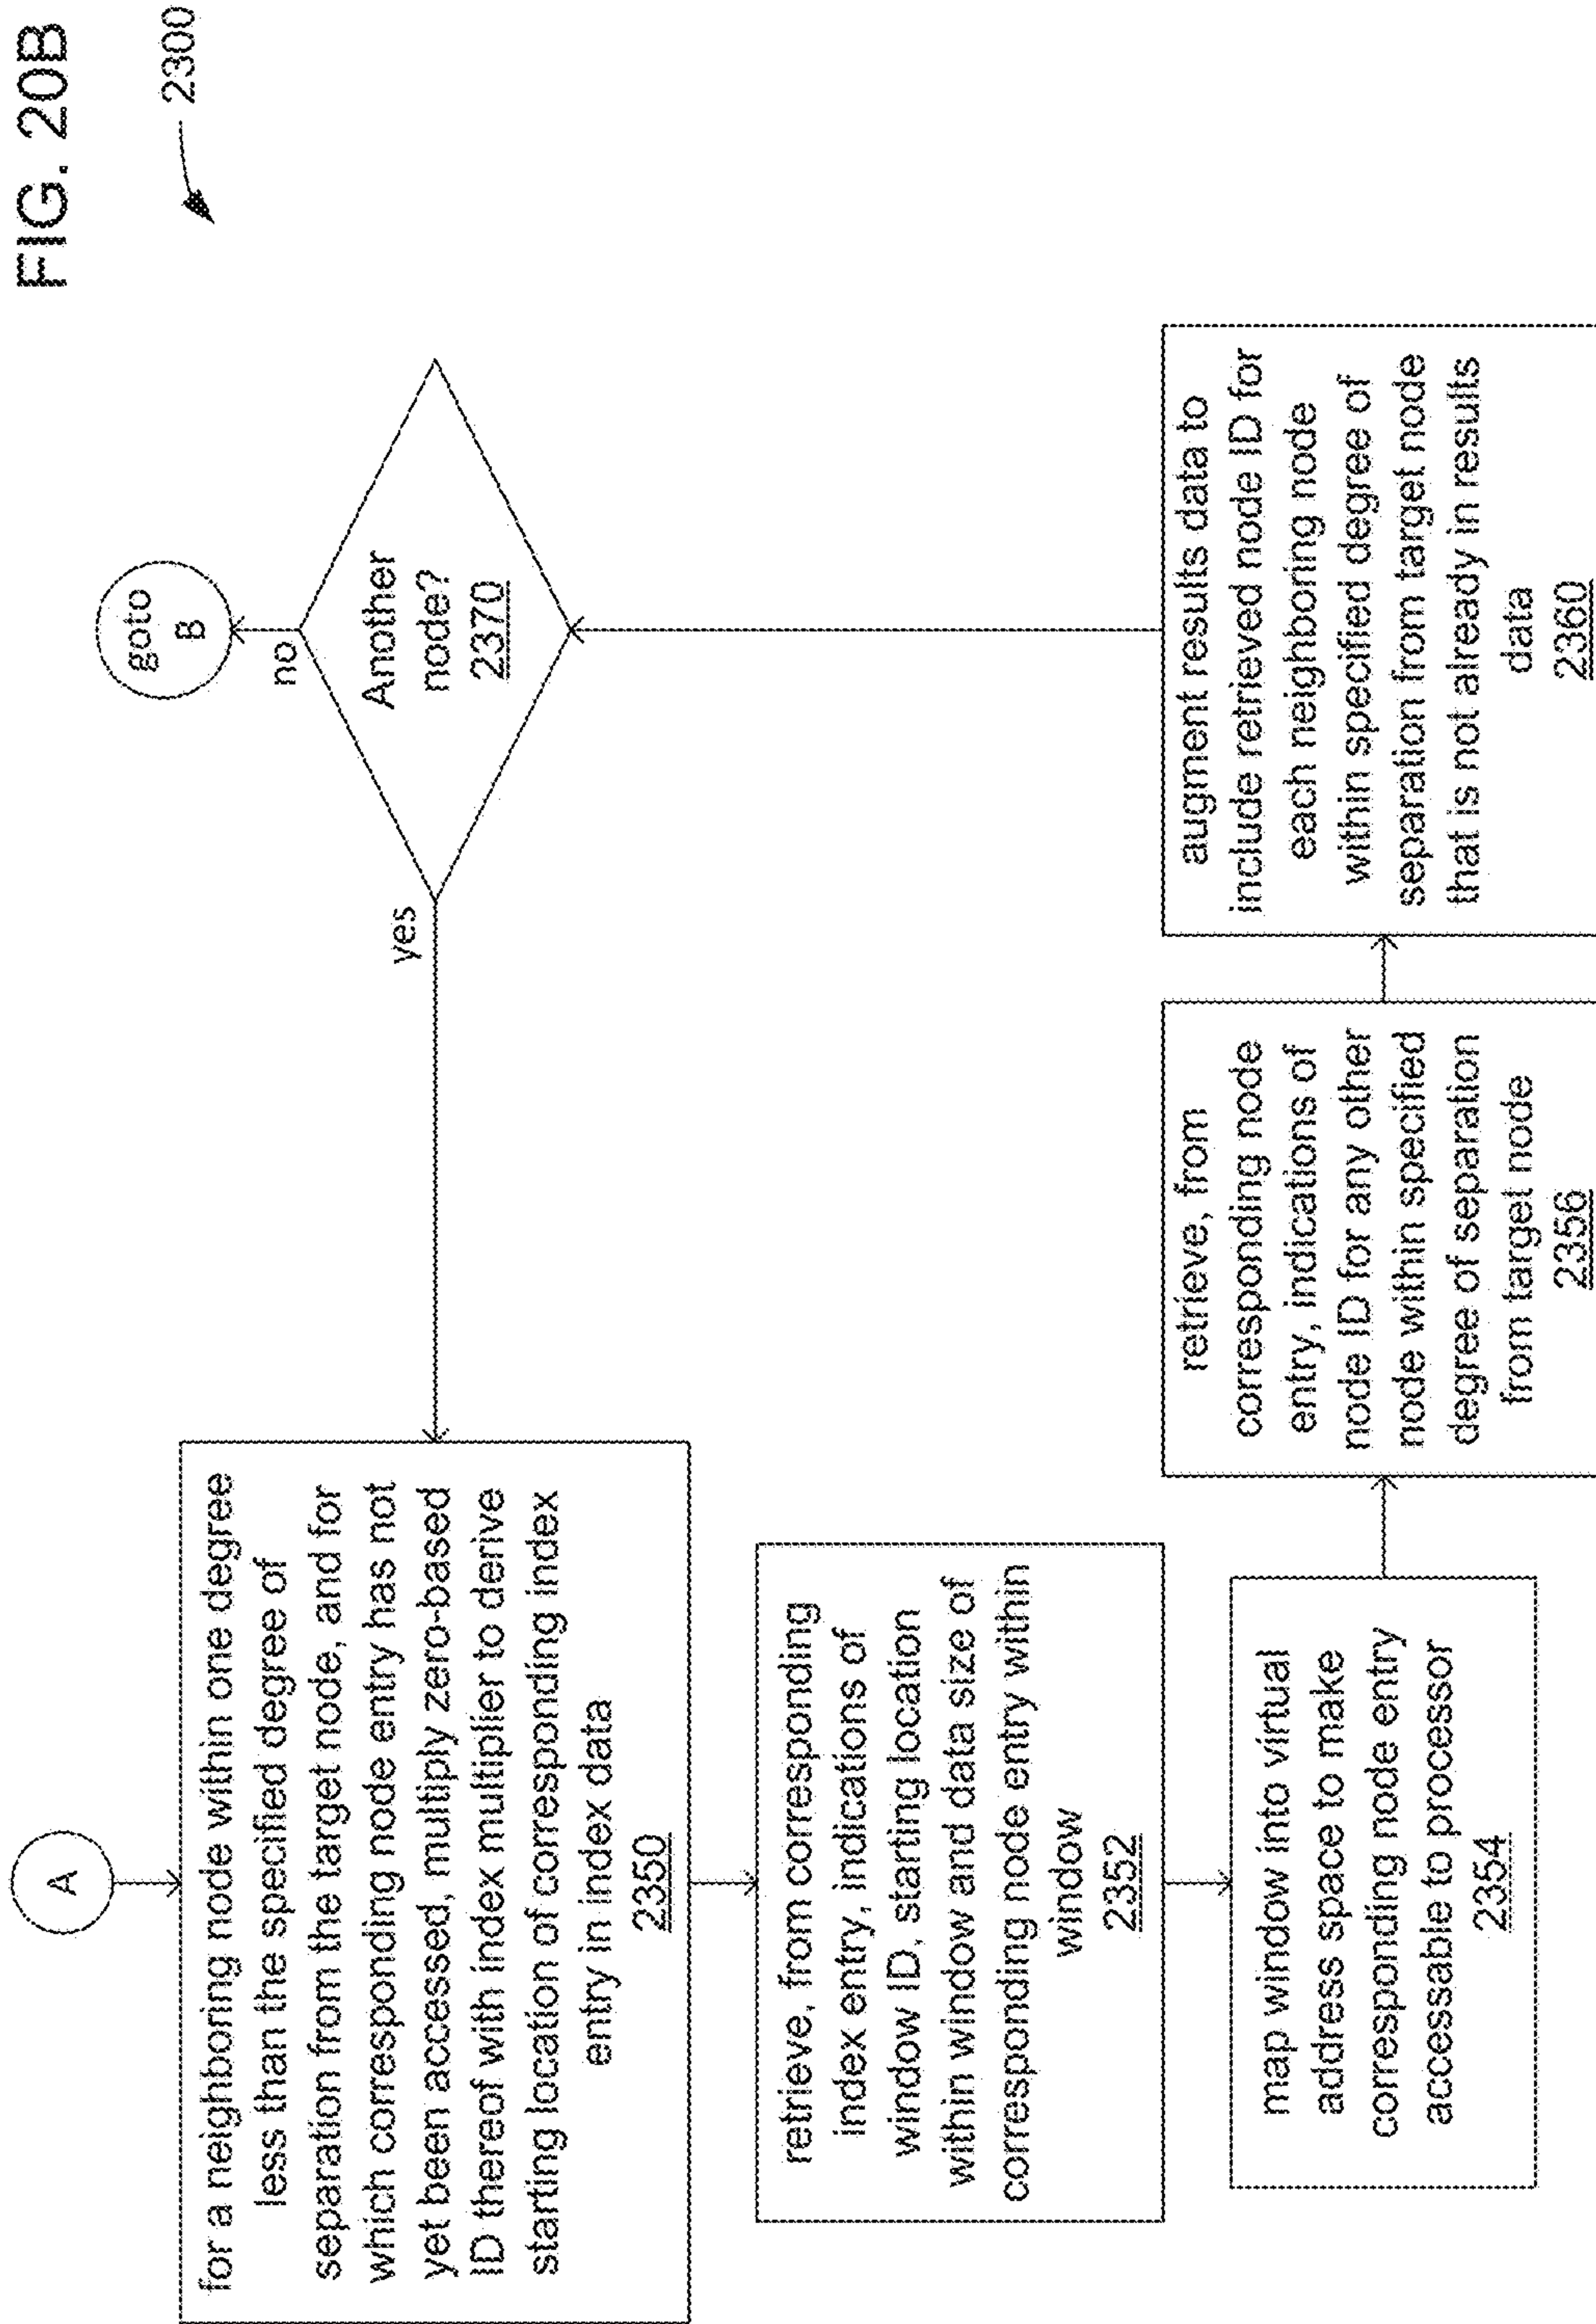 FIG. 20B
2300
A
for a neighboring node within one degree
less than the specified degree of
separation from the target node, and for
which corresponding node entry has not
yet been accessed, multiply zero-based
ID thereof with index multiplier to derive
starting location of corresponding index
entry in index data
2350
retrieve, from corresponding
index entry, indications of
window ID, starting location
within window and data size of
corresponding node entry within
window
2352
map window into virtual
address space to make
corresponding node entry
accessable to processor
2354
retrieve, from
corresponding node
entry, indications of
node ID for any other
node within specified
degree of separation
from target node
2356
augment results data to
include retrieved node ID for
each neighboring node
within specified degree of
separation from target node
that is not already in results
data
2360
Another
node?
2370
yes
no
goto
B